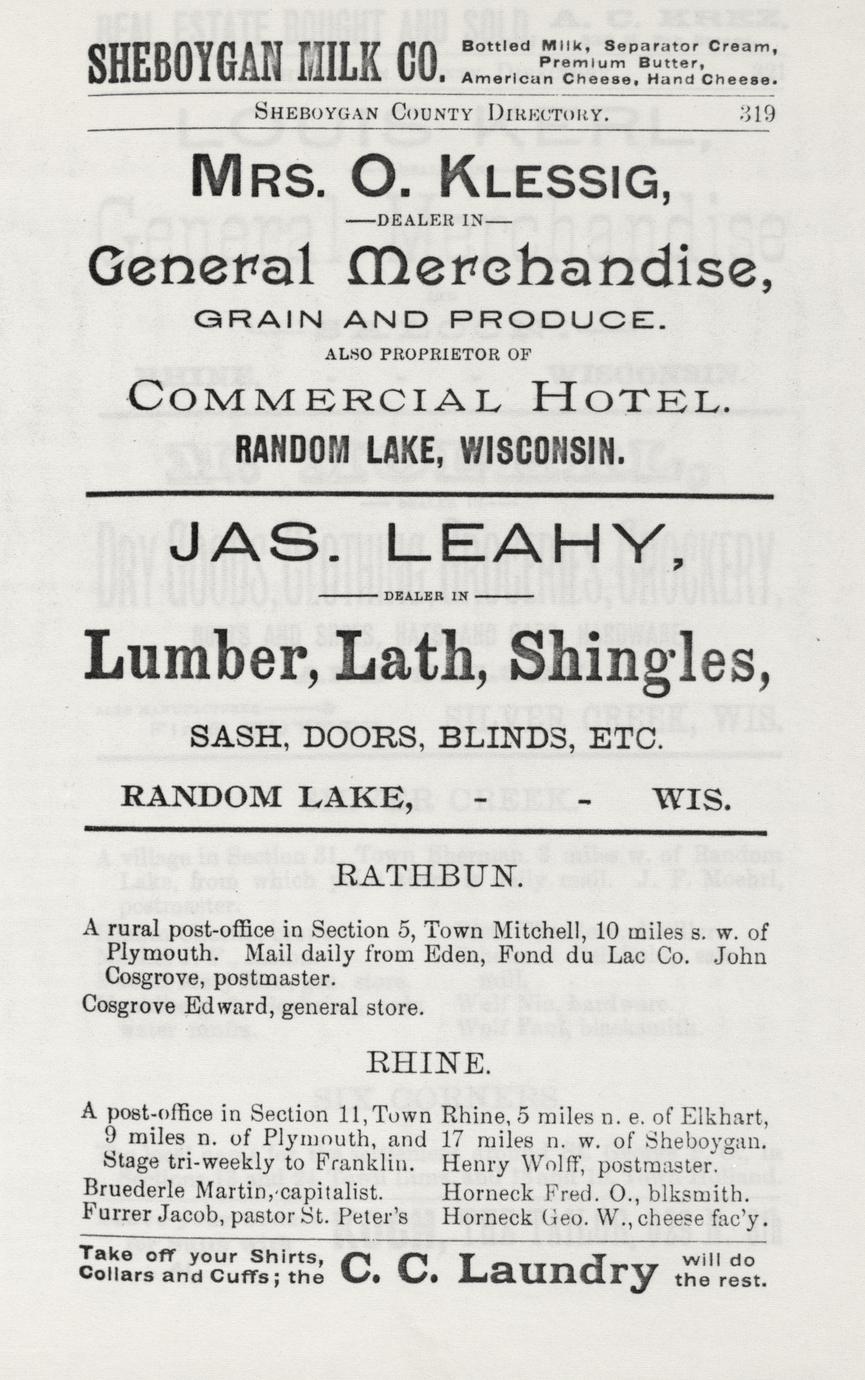 SHEBOYGAN MILK CO. Bottled Milk, Separator Cream,
Premium Butter,
American Cheese, Hand Cheese.
SHEBOYGAN COUNTY DIRECTORY. 319
MRS. O. KLESSIG,
—DEALER IN—
General Merchandise,
GRAIN AND PRODUCE.
ALSO PROPRIETOR OF
COMMERCIAL HOTEL.
RANDOM LAKE, WISCONSIN.
JAS. LEAHY,
—— DEALER IN ——
Lumber, Lath, Shingles,
SASH, DOORS, BLINDS, ETC.
RANDOM LAKE, - - WIS.
RATHBUN.
A rural post-office in Section 5, Town Mitchell, 10 miles s. w. of
Plymouth. Mail daily from Eden, Fond du Lac Co. John
Cosgrove, postmaster.
Cosgrove Edward, general store.
RHINE.
A post-office in Section 11, Town Rhine, 5 miles n. e. of Elkhart,
9 miles n. of Plymouth, and 17 miles n. w. of Sheboygan.
Stage tri-weekly to Franklin. Henry Wolff, postmaster.
Bruederle Martin, capitalist.
Furrer Jacob, pastor St. Peter's
Horneck Fred. O., blksmith.
Horneck Geo. W., cheese fac'y.
Take off your Shirts,
Collars and Cuffs; the C. C. Laundry will do
the rest.